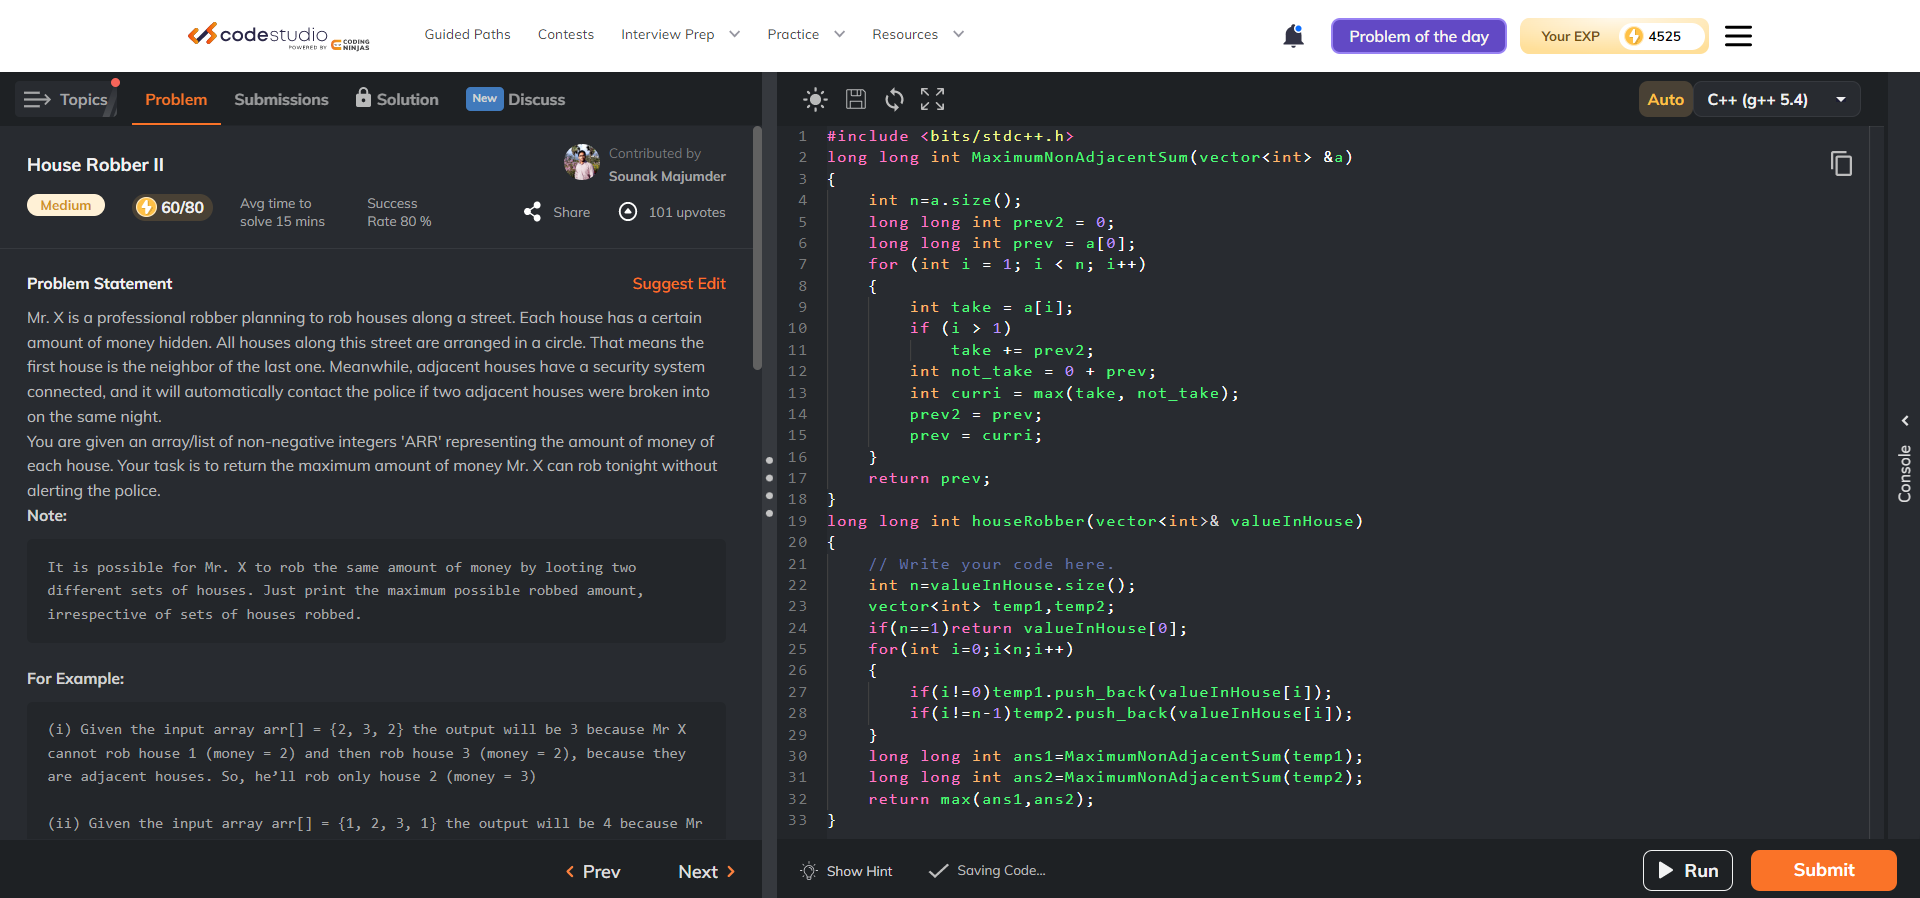 codestudio
POWERED BY CODING NINJAS
Guided Paths
Contests
Interview Prep
Practice
Resources
Problem of the day
Your EXP
4525
Topics
Problem
Submissions
Solution
New
Discuss
Auto
C++ (g++ 5.4)
House Robber II
Contributed by
Sounak Majumder
Medium
60/80
Avg time to
solve 15 mins
Success
Rate 80 %
Share
101 upvotes
Problem Statement
Suggest Edit
Mr. X is a professional robber planning to rob houses along a street. Each house has a certain
amount of money hidden. All houses along this street are arranged in a circle. That means the
first house is the neighbor of the last one. Meanwhile, adjacent houses have a security system
connected, and it will automatically contact the police if two adjacent houses were broken into
on the same night.
You are given an array/list of non-negative integers 'ARR' representing the amount of money of
each house. Your task is to return the maximum amount of money Mr. X can rob tonight without
alerting the police.
Note:
It is possible for Mr. X to rob the same amount of money by looting two
different sets of houses. Just print the maximum possible robbed amount,
irrespective of sets of houses robbed.
For Example:
(i) Given the input array arr[] = {2, 3, 2} the output will be 3 because Mr X
cannot rob house 1 (money = 2) and then rob house 3 (money = 2), because they
are adjacent houses. So, he’ll rob only house 2 (money = 3)
(ii) Given the input array arr[] = {1, 2, 3, 1} the output will be 4 because Mr
Prev
Next
1 #include <bits/stdc++.h>
2 long long int MaximumNonAdjacentSum(vector<int> &a)
3 {
4     int n=a.size();
5     long long int prev2 = 0;
6     long long int prev = a[0];
7     for (int i = 1; i < n; i++)
8     {
9         int take = a[i];
10         if (i > 1)
11             take += prev2;
12         int not_take = 0 + prev;
13         int curri = max(take, not_take);
14         prev2 = prev;
15         prev = curri;
16     }
17     return prev;
18 }
19 long long int houseRobber(vector<int>& valueInHouse)
20 {
21     // Write your code here.
22     int n=valueInHouse.size();
23     vector<int> temp1,temp2;
24     if(n==1)return valueInHouse[0];
25     for(int i=0;i<n;i++)
26     {
27         if(i!=0)temp1.push_back(valueInHouse[i]);
28         if(i!=n-1)temp2.push_back(valueInHouse[i]);
29     }
30     long long int ans1=MaximumNonAdjacentSum(temp1);
31     long long int ans2=MaximumNonAdjacentSum(temp2);
32     return max(ans1,ans2);
33 }
Console
Show Hint
Saving Code...
Run
Submit